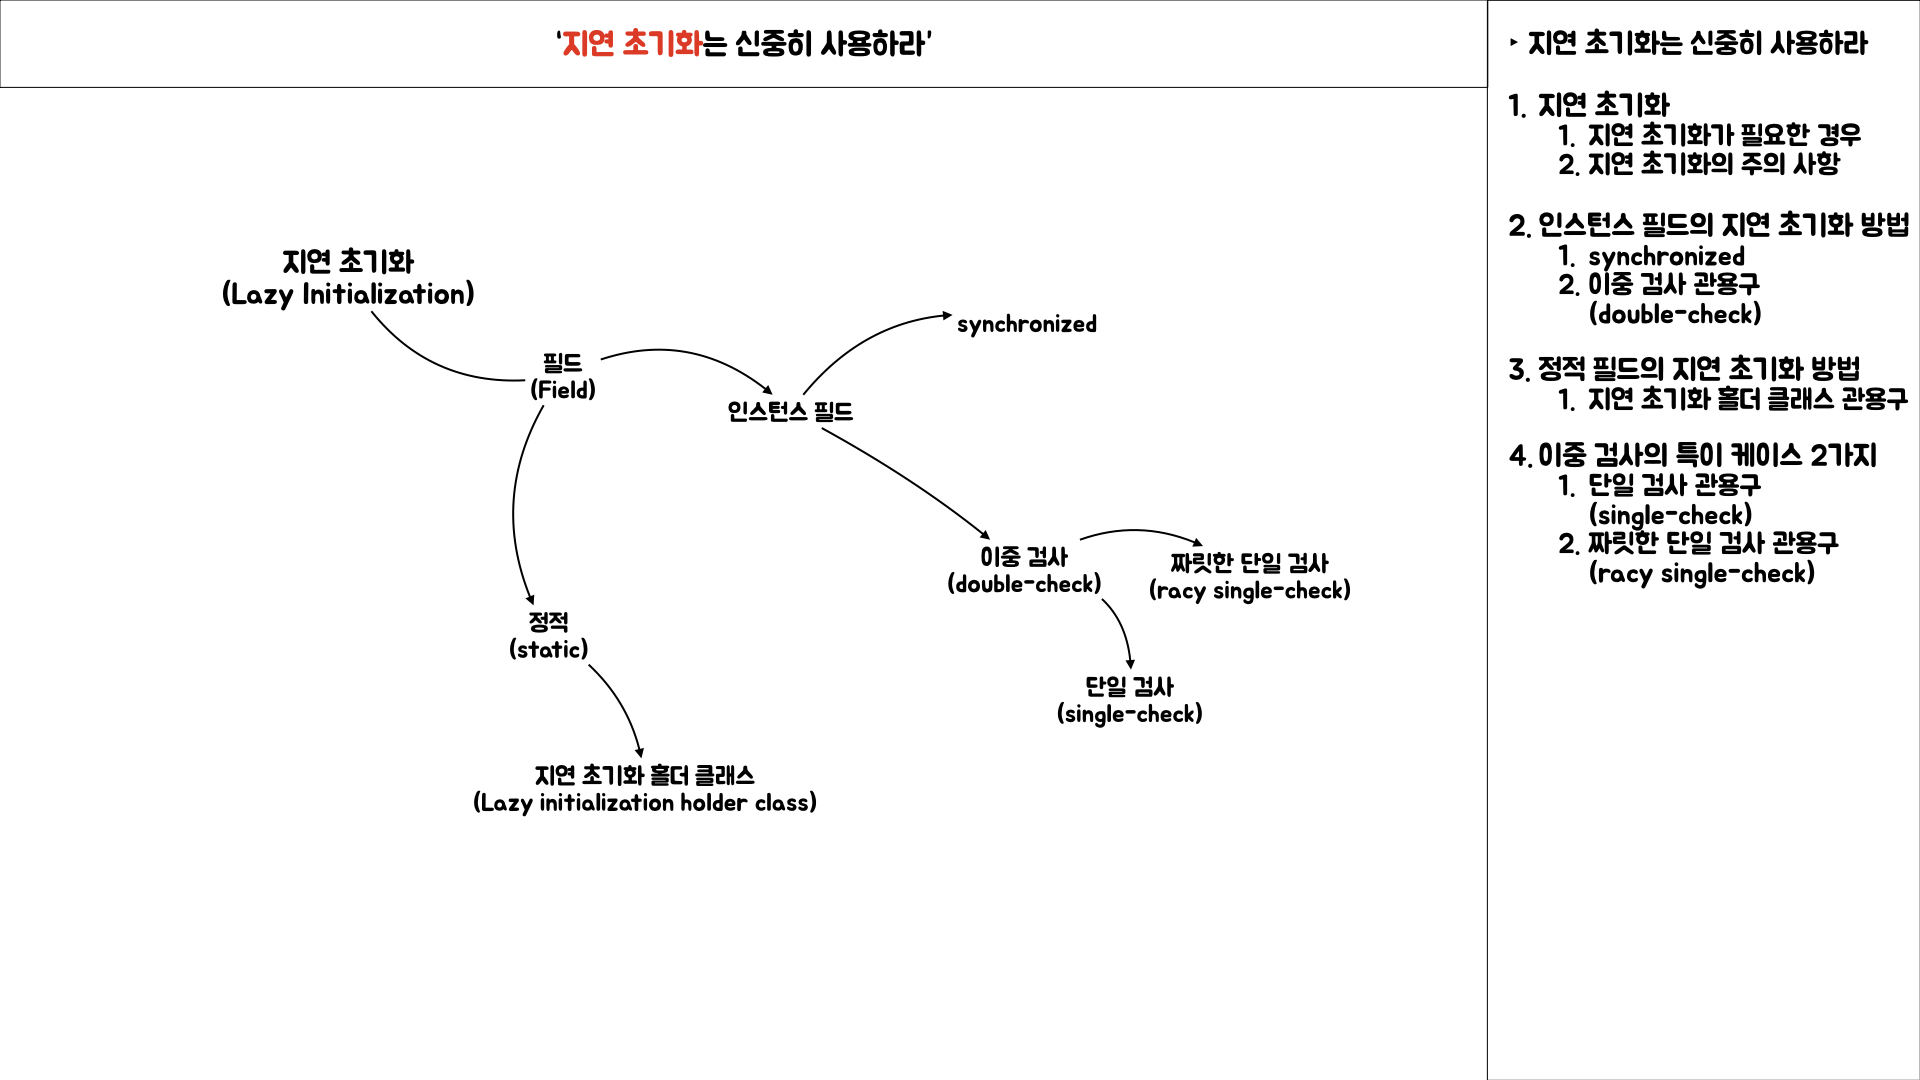 ‘지연 초기화는 신중히 사용하라’
지연 초기화
(Lazy Initialization)
필드
(Field)
인스턴스 필드
synchronized
이중 검사
(double-check)
짜릿한 단일 검사
(racy single-check)
단일 검사
(single-check)
정적
(static)
지연 초기화 홀더 클래스
(Lazy initialization holder class)
‣ 지연 초기화는 신중히 사용하라
1. 지연 초기화
1. 지연 초기화가 필요한 경우
2. 지연 초기화의 주의 사항
2. 인스턴스 필드의 지연 초기화 방법
1. synchronized
2. 이중 검사 관용구
(double-check)
3. 정적 필드의 지연 초기화 방법
1. 지연 초기화 홀더 클래스 관용구
4. 이중 검사의 특이 케이스 2가지
1. 단일 검사 관용구
(single-check)
2. 짜릿한 단일 검사 관용구
(racy single-check)